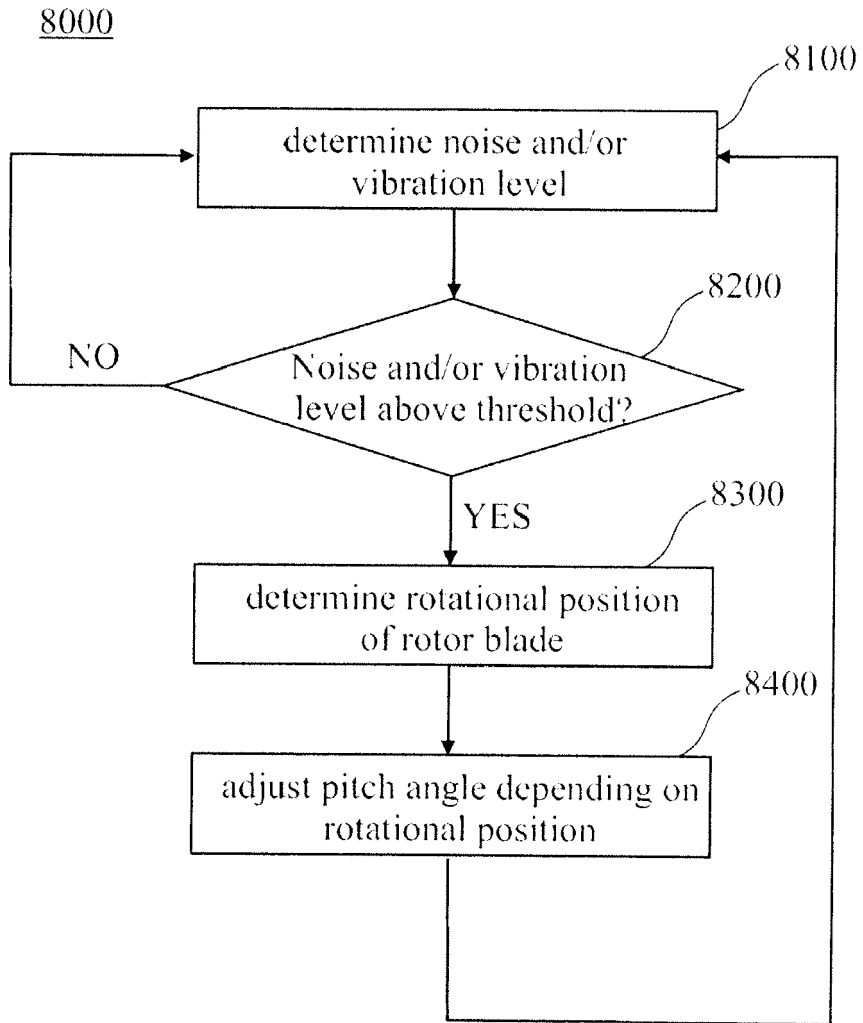 8000
8100
determine noise and/or
vibration level
8200
NO
Noise and/or vibration
level above threshold?
YES
8300
determine rotational position
of rotor blade
8400
adjust pitch angle depending on
rotational position